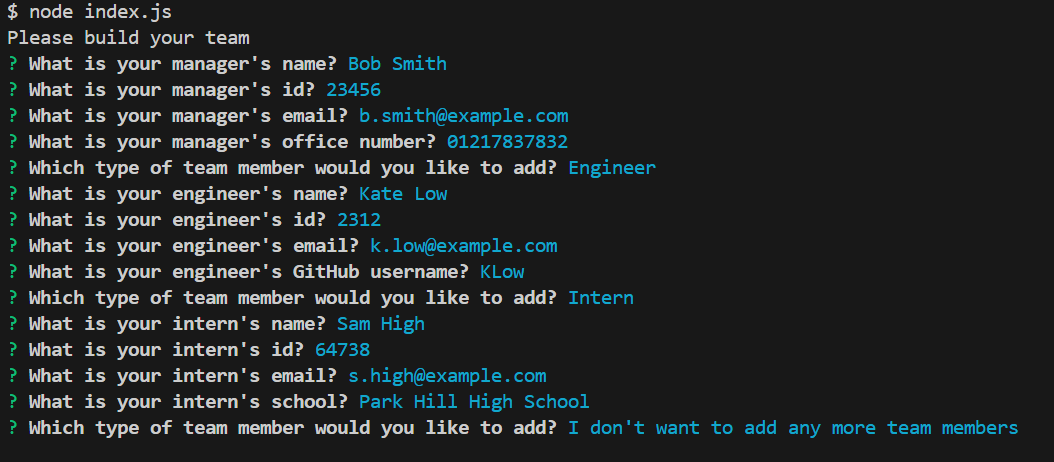 $ node index.js
Please build your team
? What is your manager's name? Bob Smith
? What is your manager's id? 23456
? What is your manager's email? b.smith@example.com
? What is your manager's office number? 01217837832
? Which type of team member would you like to add? Engineer
? What is your engineer's name? Kate Low
? What is your engineer's id? 2312
? What is your engineer's email? k.low@example.com
? What is your engineer's GitHub username? KLow
? Which type of team member would you like to add? Intern
? What is your intern's name? Sam High
? What is your intern's id? 64738
? What is your intern's email? s.high@example.com
? What is your intern's school? Park Hill High School
? Which type of team member would you like to add? I don't want to add any more team members